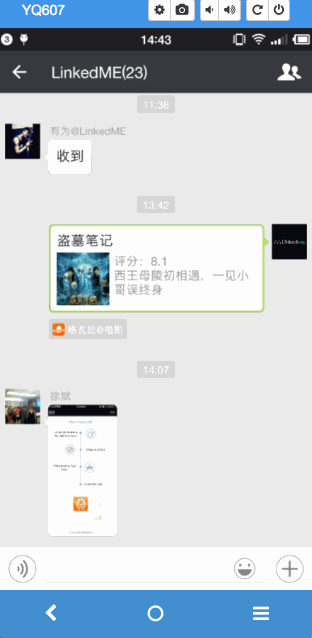 YQ607
3
14:43
LinkedME(23)
11:38
有为@LinkedME
收到
13:42
盗墓笔记
评分：8.1
西王母陵初相遇，一见小
哥误终身
格瓦拉@电影
14:07
徐斌